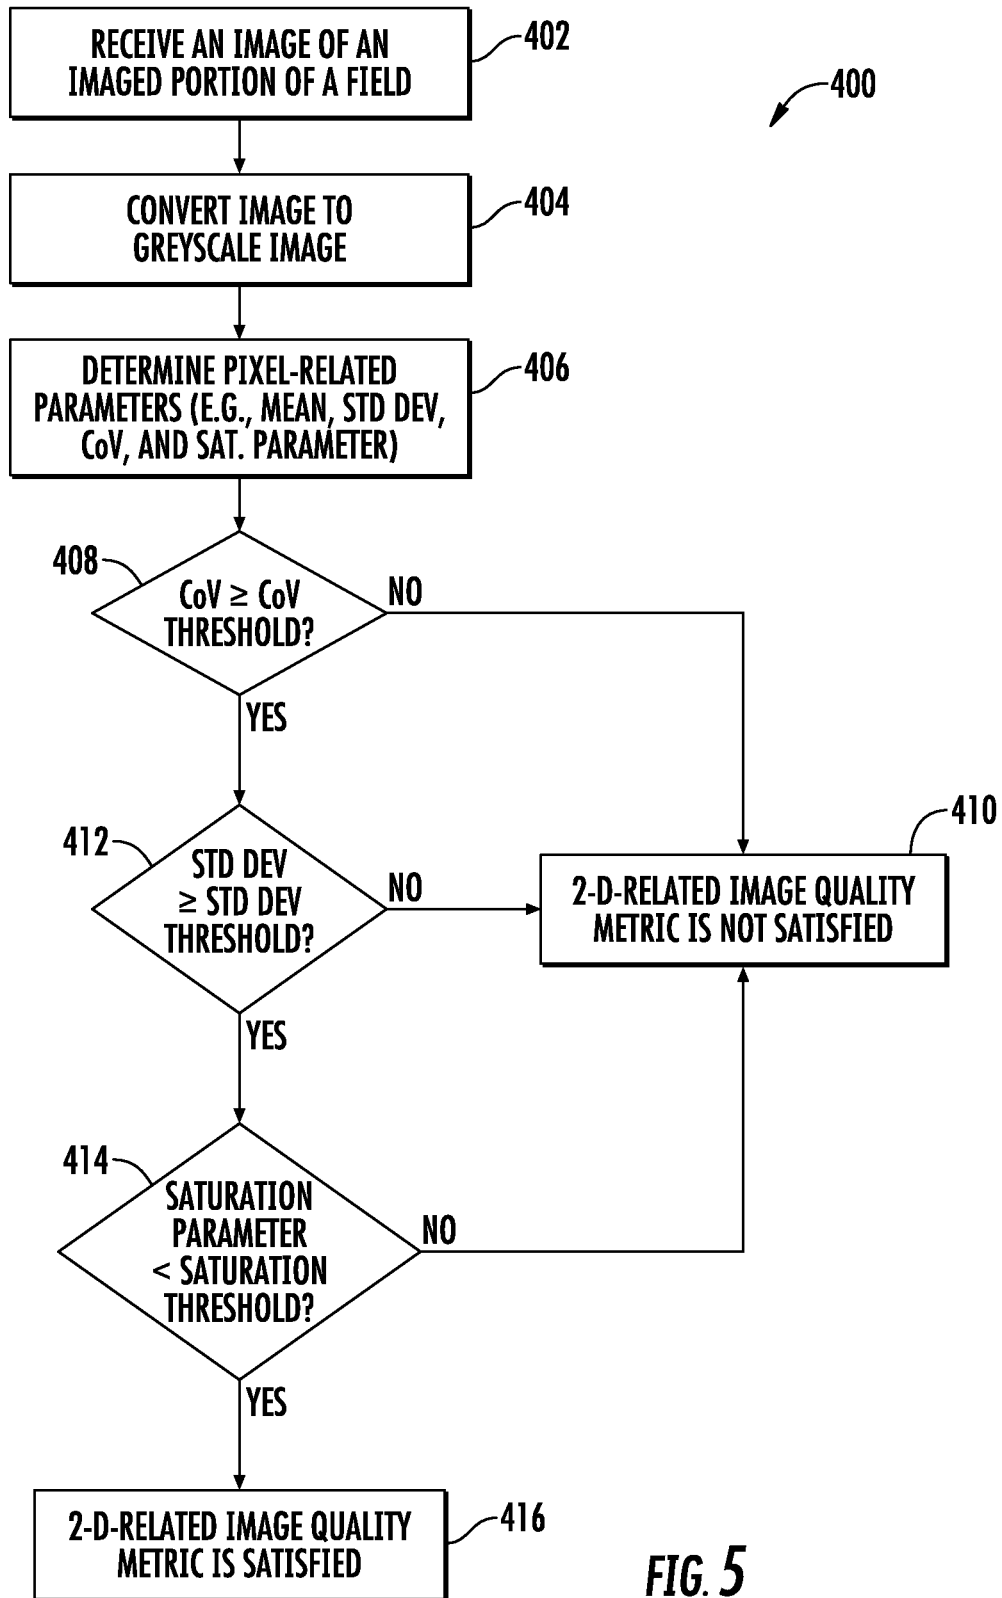 RECEIVE AN IMAGE OF AN
IMAGED PORTION OF A FIELD
402
400
CONVERT IMAGE TO
GREYSCALE IMAGE
404
DETERMINE PIXEL-RELATED
PARAMETERS (E.G., MEAN, STD DEV,
CoV, AND SAT. PARAMETER)
406
408
CoV ≥ CoV
THRESHOLD?
NO
YES
412
STD DEV
≥ STD DEV
THRESHOLD?
NO
YES
410
2-D-RELATED IMAGE QUALITY
METRIC IS NOT SATISFIED
414
SATURATION
PARAMETER
< SATURATION
THRESHOLD?
NO
YES
2-D-RELATED IMAGE QUALITY
METRIC IS SATISFIED
416
FIG. 5